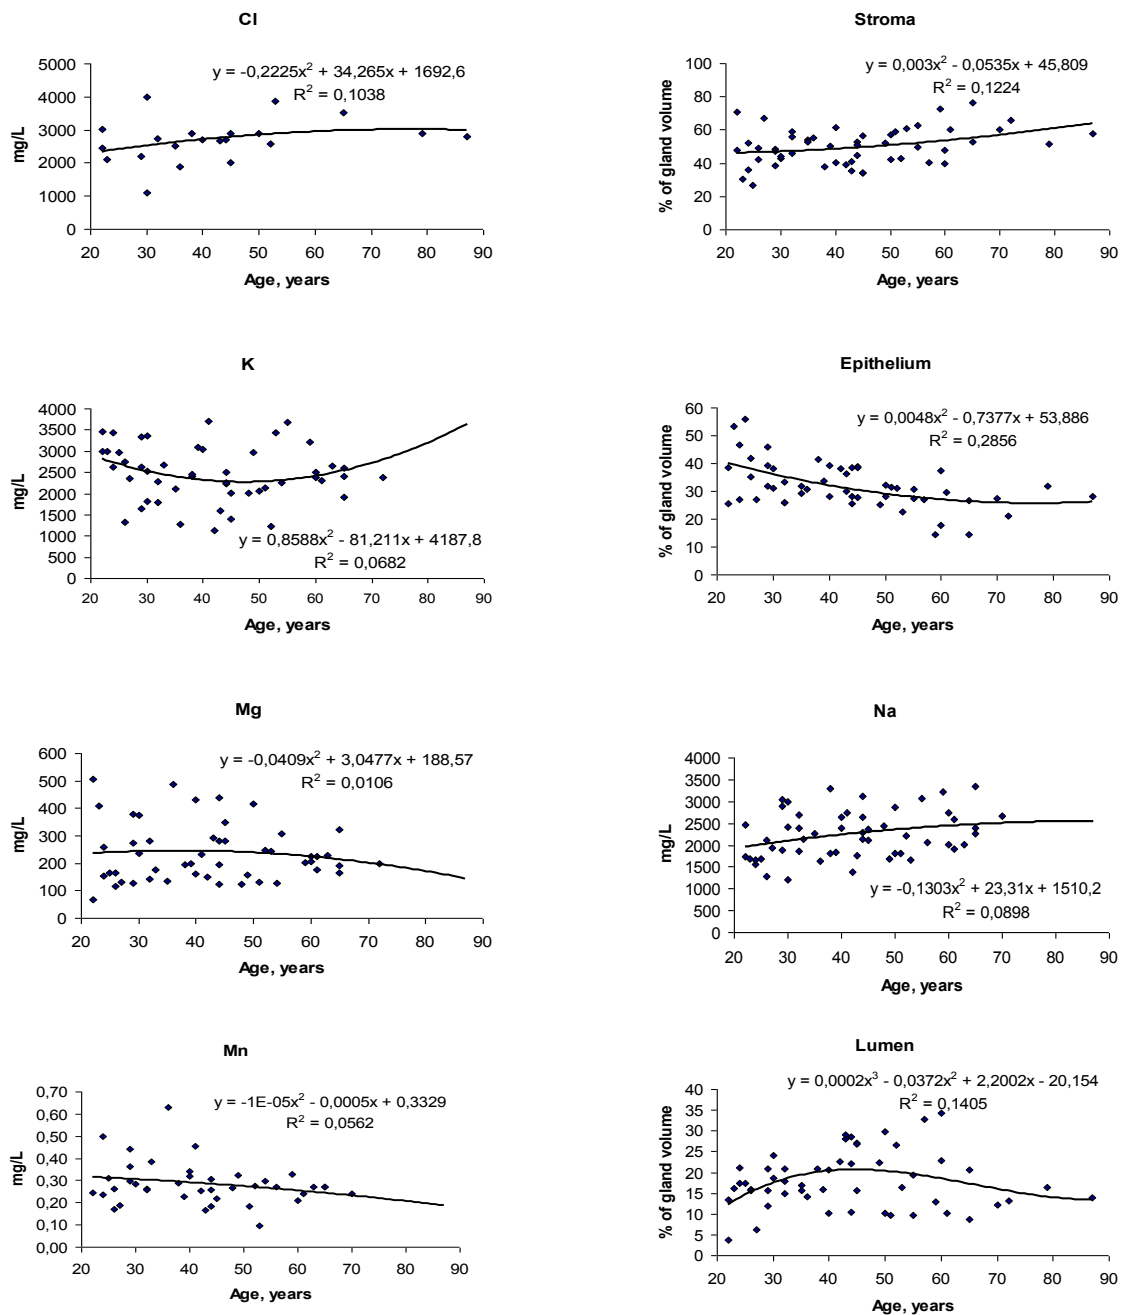 Cl
y = -0,2225x² + 34,265x + 1692,6
R² = 0,1038
mg/L
5000
4000
3000
2000
1000
0
20 30 40 50 60 70 80 90
Age, years
Stroma
y = 0,003x² - 0,0535x + 45,809
R² = 0,1224
% of gland volume
100
80
60
40
20
0
20 30 40 50 60 70 80 90
Age, years
K
mg/L
4000
3500
3000
2500
2000
1500
1000
500
0
y = 0,8588x² - 81,211x + 4187,8
R² = 0,0682
20 30 40 50 60 70 80 90
Age, years
Epithelium
y = 0,0048x² - 0,7377x + 53,886
R² = 0,2856
% of gland volume
60
50
40
30
20
10
0
20 30 40 50 60 70 80 90
Age, years
Mg
y = -0,0409x² + 3,0477x + 188,57
R² = 0,0106
mg/L
600
500
400
300
200
100
0
20 30 40 50 60 70 80 90
Age, years
Na
mg/L
4000
3500
3000
2500
2000
1500
1000
500
0
y = -0,1303x² + 23,31x + 1510,2
R² = 0,0898
20 30 40 50 60 70 80 90
Age, years
Mn
y = -1E-05x² - 0,0005x + 0,3329
R² = 0,0562
mg/L
0,70
0,60
0,50
0,40
0,30
0,20
0,10
0,00
20 30 40 50 60 70 80 90
Age, years
Lumen
y = 0,0002x³ - 0,0372x² + 2,2002x - 20,154
R² = 0,1405
% of gland volume
40
35
30
25
20
15
10
5
0
20 30 40 50 60 70 80 90
Age, years